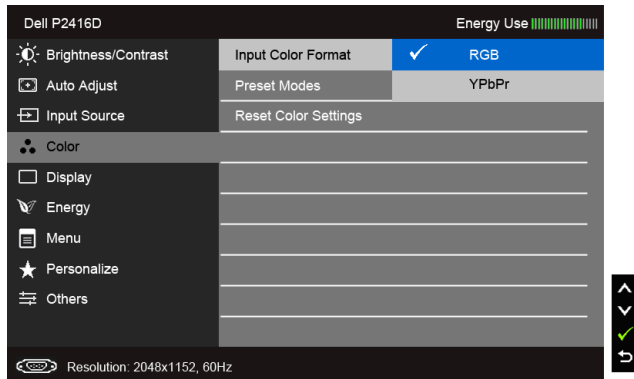 Dell P2416D Energy Use
Brightness/Contrast Input Color Format RGB
Auto Adjust Preset Modes YPbPr
Input Source Reset Color Settings
Color
Display
Energy
Menu
Personalize
Others
Resolution: 2048x1152, 60Hz